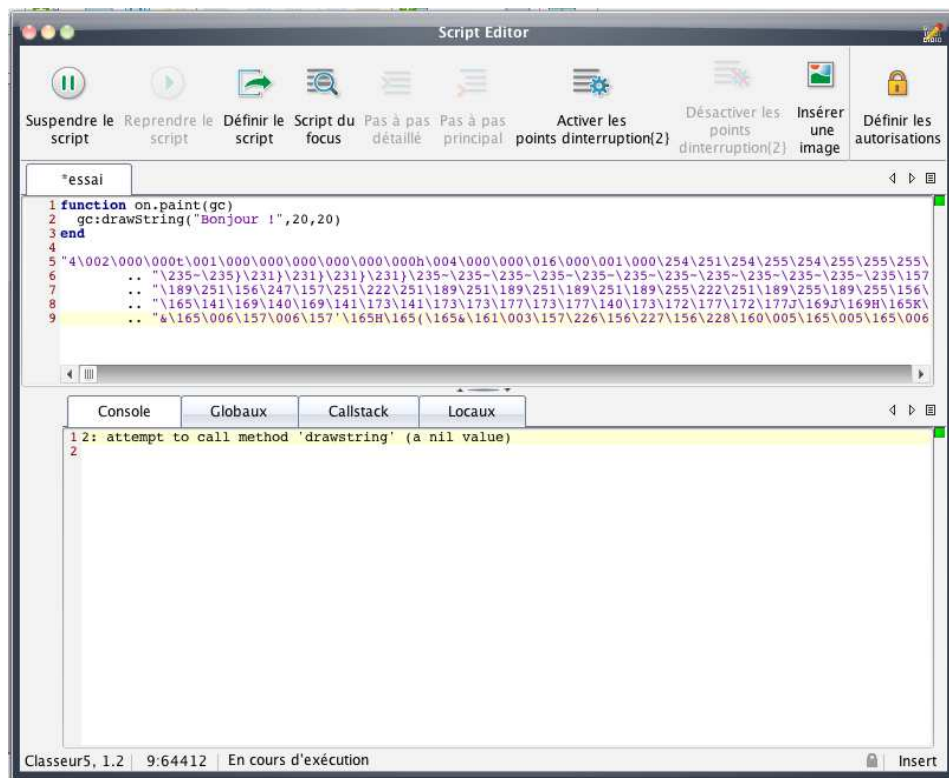 Script Editor
Suspendre le script
Reprendre le script
Définir le script
Script du focus
Pas à pas détaillé
Pas à pas principal
Activer les points dinterruption{2}
Désactiver les points dinterruption{2}
Insérer une image
Définir les autorisations
*essai
1 function on.paint(gc)
2 gc:drawString("Bonjour !",20,20)
3 end
4
5 "4\002\000\000t\001\000\000\000\000\000\000h\004\000\000\016\000\001\000\254\251\254\255\254\255\255\255\
6 .. "\235~\235}\231}\231}\231}\231}\235~\235~\235~\235~\235~\235~\235~\235~\235~\235~\235~\235\157
7 .. "\189\251\156\247\157\251\222\251\189\251\189\251\189\251\189\255\222\251\189\255\189\255\156\
8 .. "\165\141\169\140\169\141\173\141\173\173\177\173\177\140\173\172\177\172\177J\169J\169H\165K\
9 .. "&\165\006\157\006\157'\165H\165(\165&\161\003\157\226\156\227\156\228\160\005\165\005\165\006
Console Globaux Callstack Locaux
1 2: attempt to call method 'drawstring' (a nil value)
2
Classeur5, 1.2 9:64412 En cours d'exécution Insert